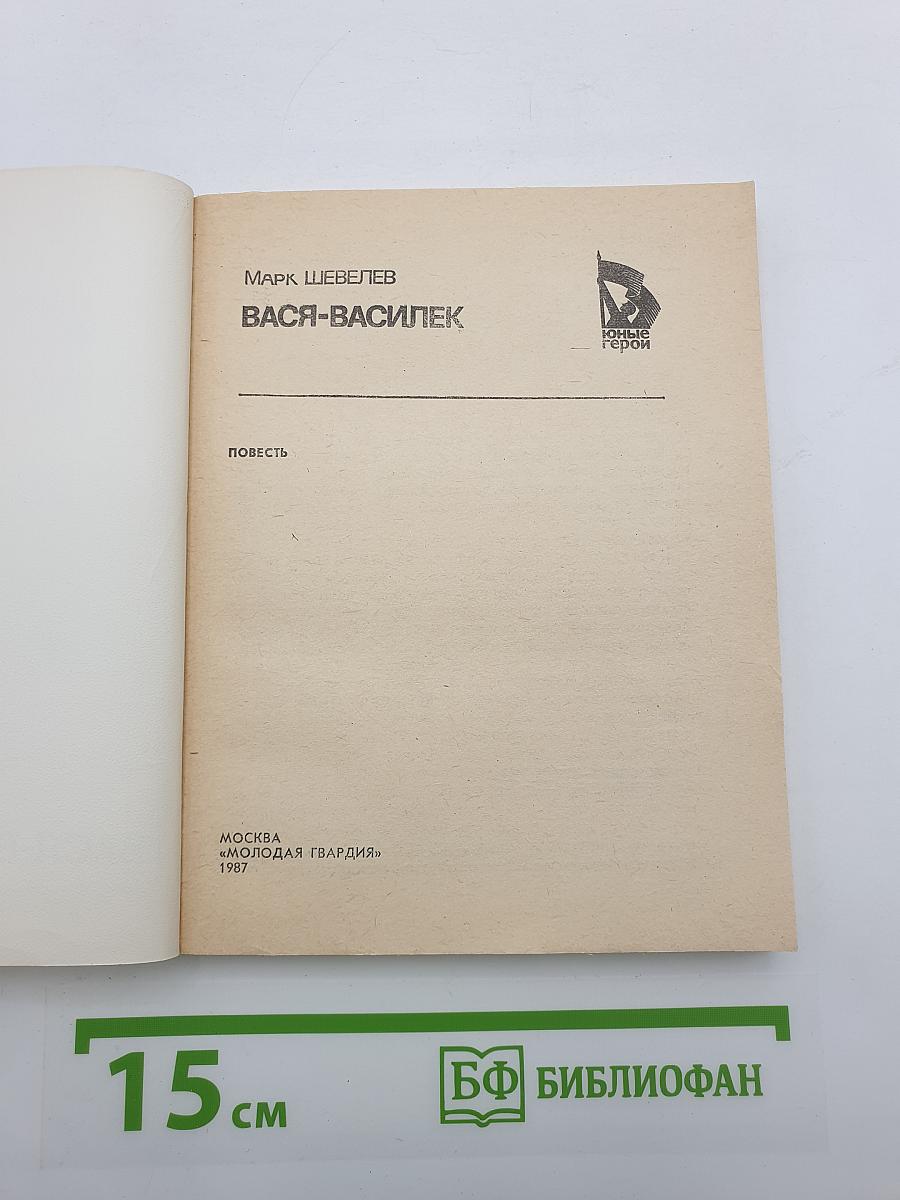 Марк ШЕВЕЛЕВ
ВАСЯ-ВАСИЛЕК
юные
герои
ПОВЕСТЬ
МОСКВА
«МОЛОДАЯ ГВАРДИЯ»
1987
15 см
БФ БИБЛИОФАН